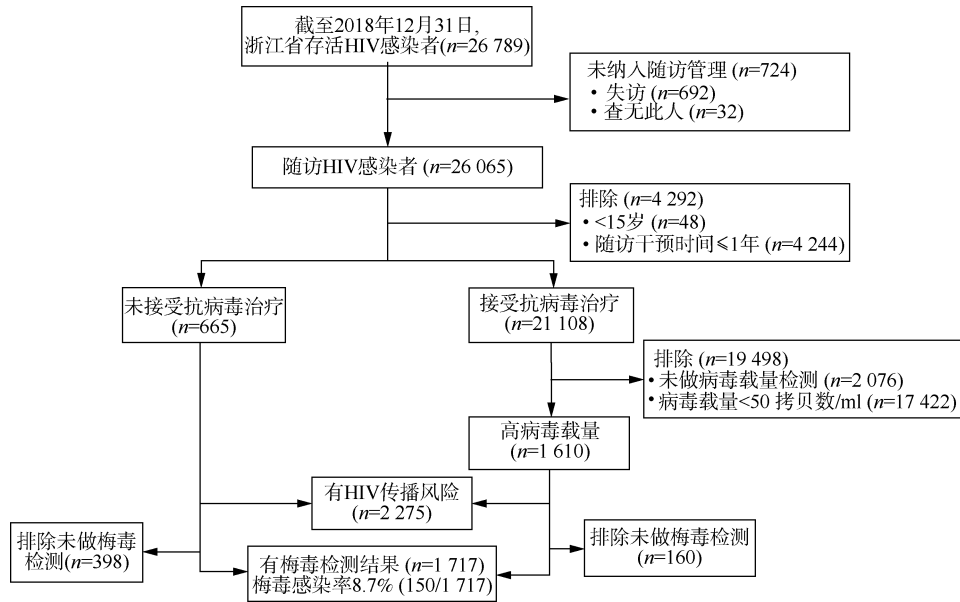 截至2018年12月31日,
浙江省存活HIV感染者(n=26 789)
未纳入随访管理 (n=724)
・失访 (n=692)
・查无此人 (n=32)
随访HIV感染者 (n=26 065)
排除 (n=4 292)
・<15岁 (n=48)
・随访干预时间⩽1年 (n=4 244)
未接受抗病毒治疗
(n=665)
接受抗病毒治疗
(n=21 108)
排除 (n=19 498)
・未做病毒载量检测 (n=2 076)
・病毒载量<50 拷贝数/ml (n=17 422)
高病毒载量
(n=1 610)
有HIV传播风险
(n=2 275)
排除未做梅毒
检测(n=398)
有梅毒检测结果 (n=1 717)
梅毒感染率8.7% (150/1 717)
排除未做梅毒检测
(n=160)